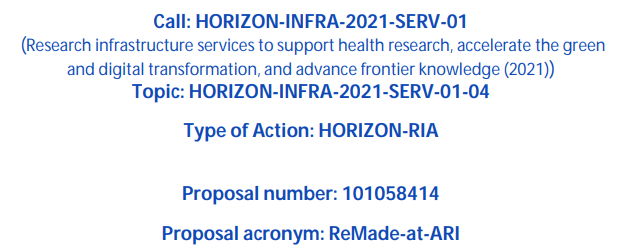 Call: HORIZON-INFRA-2021-SERV-01
(Research infrastructure services to support health research, accelerate the green
and digital transformation, and advance frontier knowledge (2021))
Topic: HORIZON-INFRA-2021-SERV-01-04
Type of Action: HORIZON-RIA
Proposal number: 101058414
Proposal acronym: ReMade-at-ARI